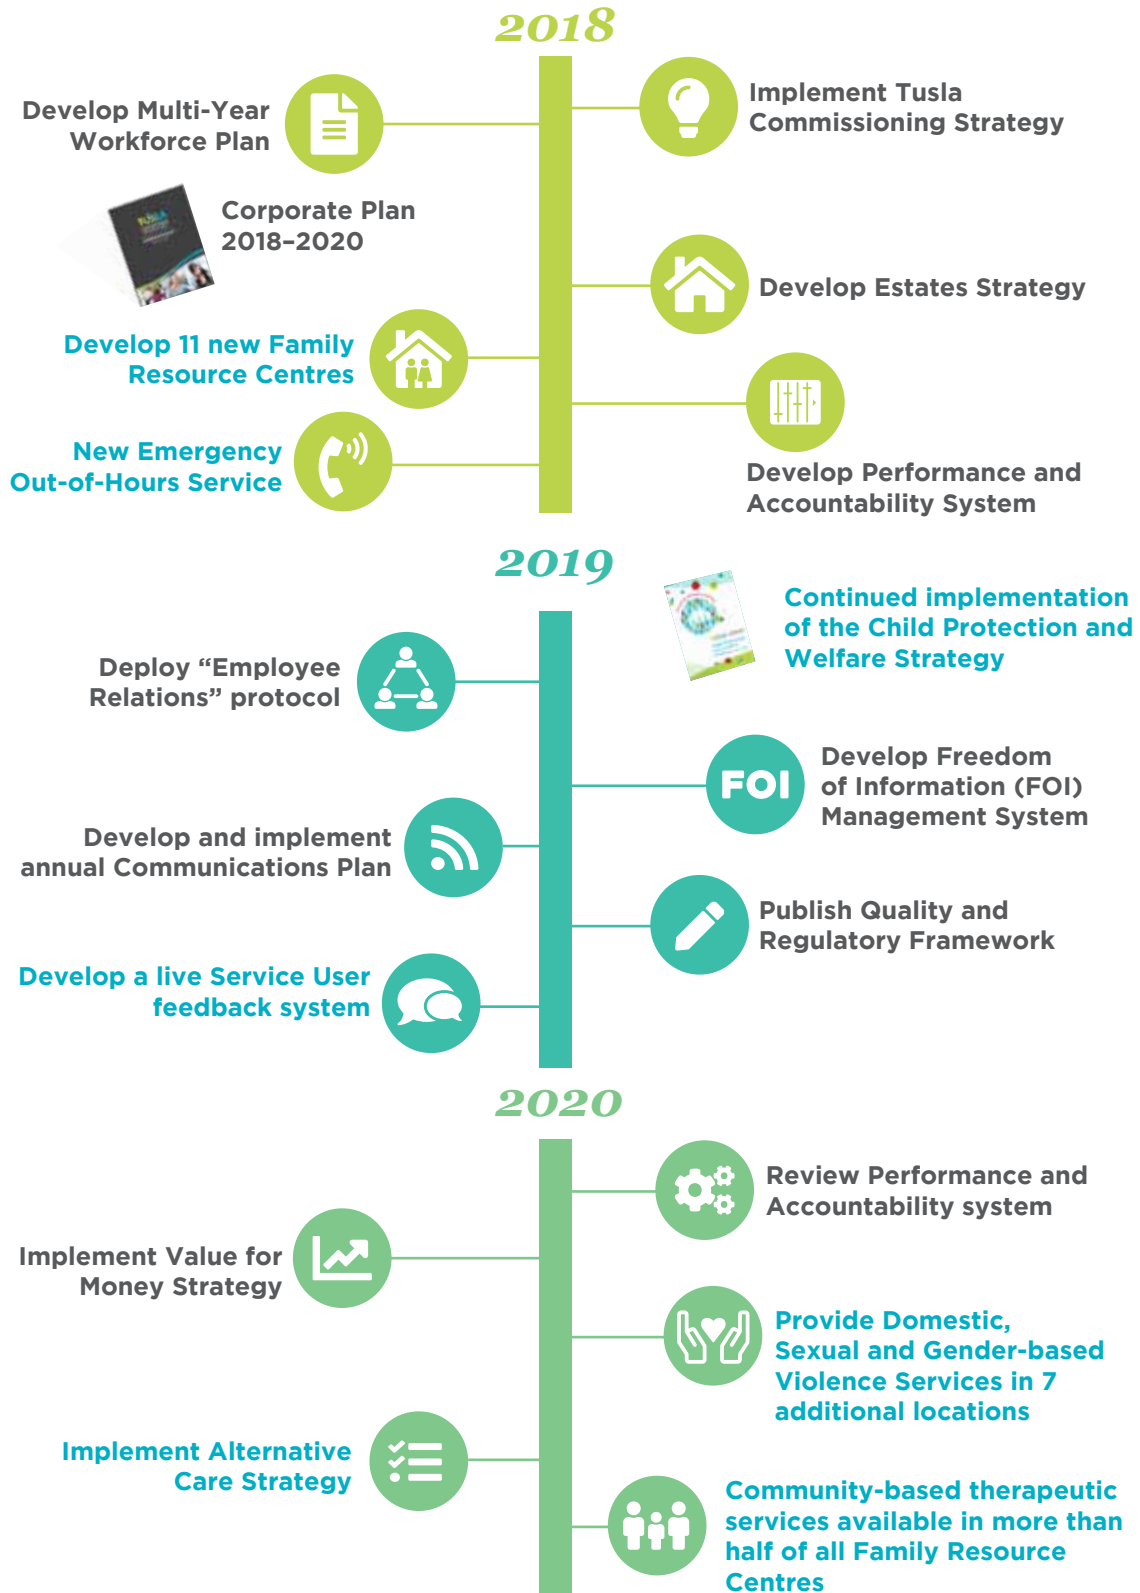 2018
Develop Multi-Year
Workforce Plan
Implement Tusla
Commissioning Strategy
Corporate Plan
2018–2020
Develop Estates Strategy
Develop 11 new Family
Resource Centres
New Emergency
Out-of-Hours Service
Develop Performance and
Accountability System
2019
Continued implementation
of the Child Protection and
Welfare Strategy
Deploy “Employee
Relations” protocol
FOI
Develop Freedom
of Information (FOI)
Management System
Develop and implement
annual Communications Plan
Publish Quality and
Regulatory Framework
Develop a live Service User
feedback system
2020
Review Performance and
Accountability system
Implement Value for
Money Strategy
Provide Domestic,
Sexual and Gender-based
Violence Services in 7
additional locations
Implement Alternative
Care Strategy
Community-based therapeutic
services available in more than
half of all Family Resource
Centres